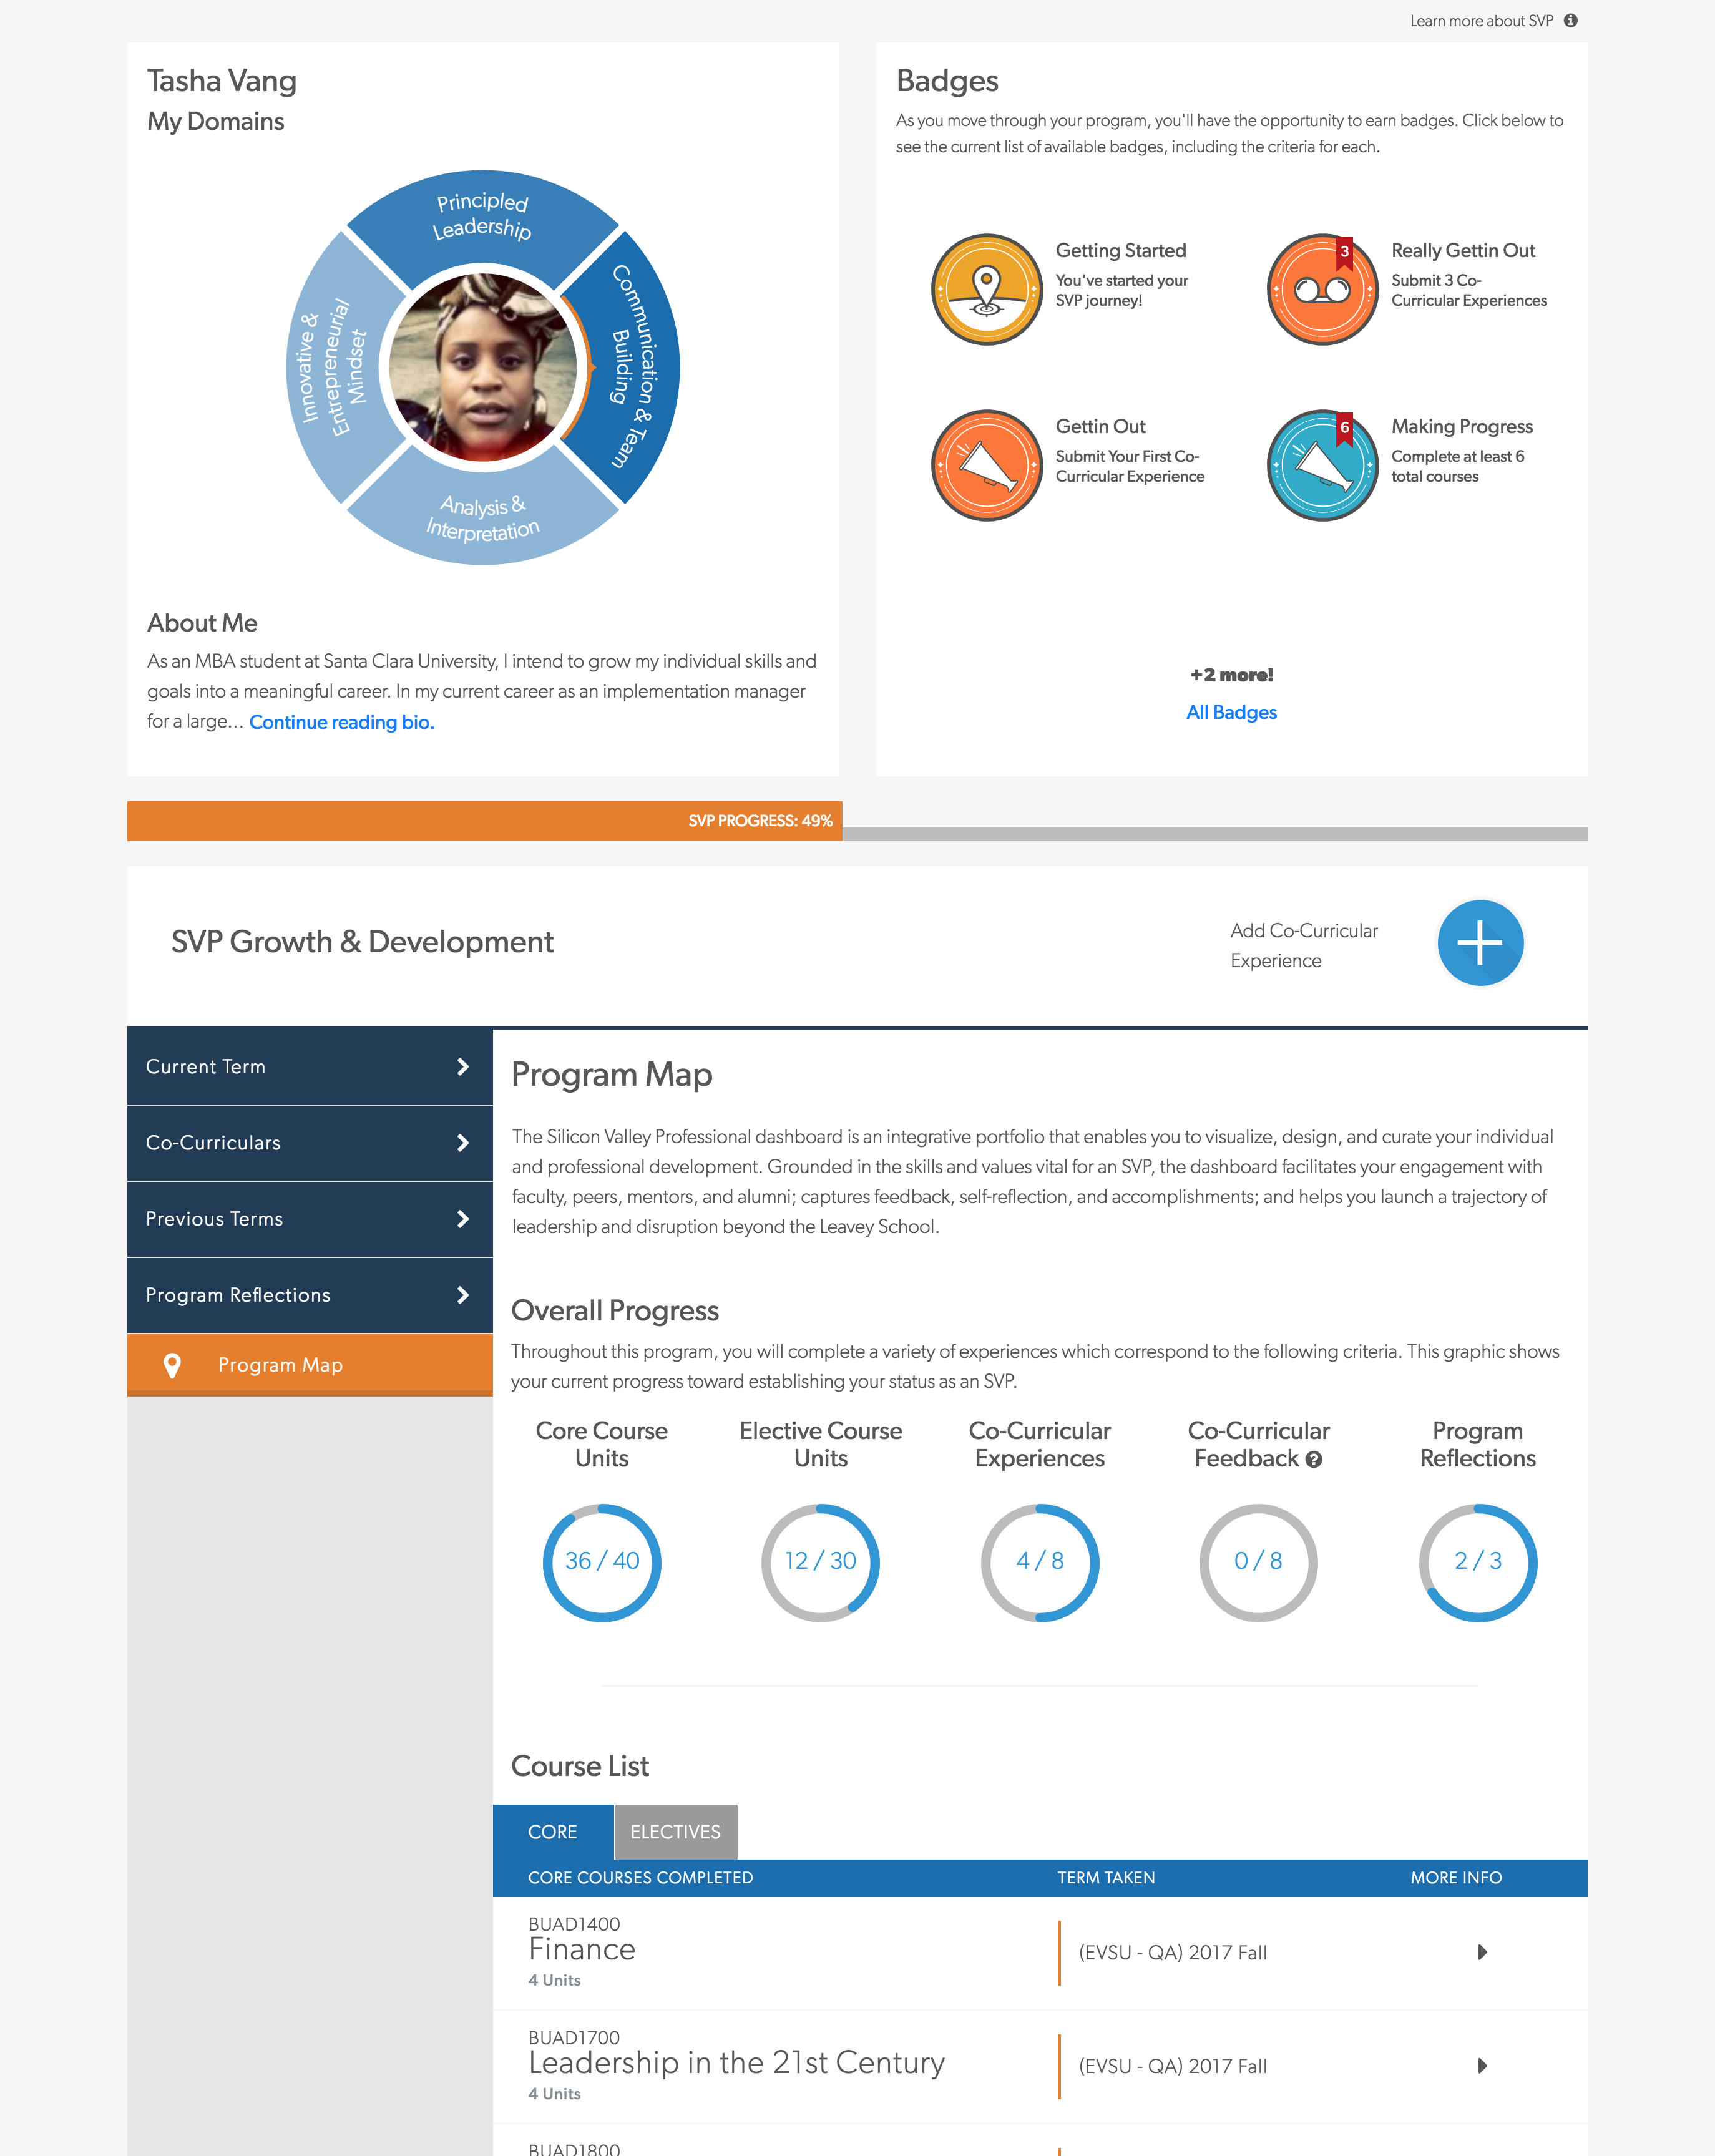 Learn more about SVP
Tasha Vang
My Domains
Principled
Leadership
Communication & Team
Building
Analysis &
Interpretation
Innovative &
Entrepreneurial
Mindset
About Me
As an MBA student at Santa Clara University, I intend to grow my individual skills and
goals into a meaningful career. In my current career as an implementation manager
for a large... Continue reading bio.
Badges
As you move through your program, you'll have the opportunity to earn badges. Click below to
see the current list of available badges, including the criteria for each.
Getting Started
You've started your
SVP journey!
3
Really Gettin Out
Submit 3 Co-
Curricular Experiences
Gettin Out
Submit Your First Co-
Curricular Experience
6
Making Progress
Complete at least 6
total courses
+2 more!
All Badges
SVP PROGRESS: 49%
SVP Growth & Development
Add Co-Curricular
Experience
Current Term
Co-Curriculars
Previous Terms
Program Reflections
Program Map
Program Map
The Silicon Valley Professional dashboard is an integrative portfolio that enables you to visualize, design, and curate your individual
and professional development. Grounded in the skills and values vital for an SVP, the dashboard facilitates your engagement with
faculty, peers, mentors, and alumni; captures feedback, self-reflection, and accomplishments; and helps you launch a trajectory of
leadership and disruption beyond the Leavey School.
Overall Progress
Throughout this program, you will complete a variety of experiences which correspond to the following criteria. This graphic shows
your current progress toward establishing your status as an SVP.
Core Course
Units
36 / 40
Elective Course
Units
12 / 30
Co-Curricular
Experiences
4 / 8
Co-Curricular
Feedback ?
0 / 8
Program
Reflections
2 / 3
Course List
CORE ELECTIVES
CORE COURSES COMPLETED TERM TAKEN MORE INFO
BUAD1400
Finance
4 Units
(EVSU - QA) 2017 Fall
BUAD1700
Leadership in the 21st Century
4 Units
(EVSU - QA) 2017 Fall
BUAD1800